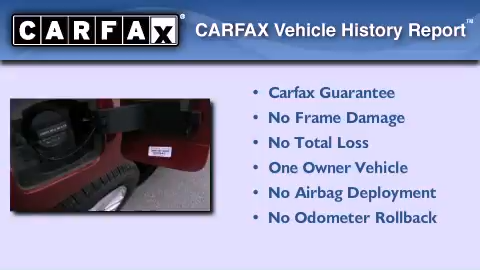 CARFAX®
CARFAX Vehicle History Report™
• Carfax Guarantee
• No Frame Damage
• No Total Loss
• One Owner Vehicle
• No Airbag Deployment
• No Odometer Rollback